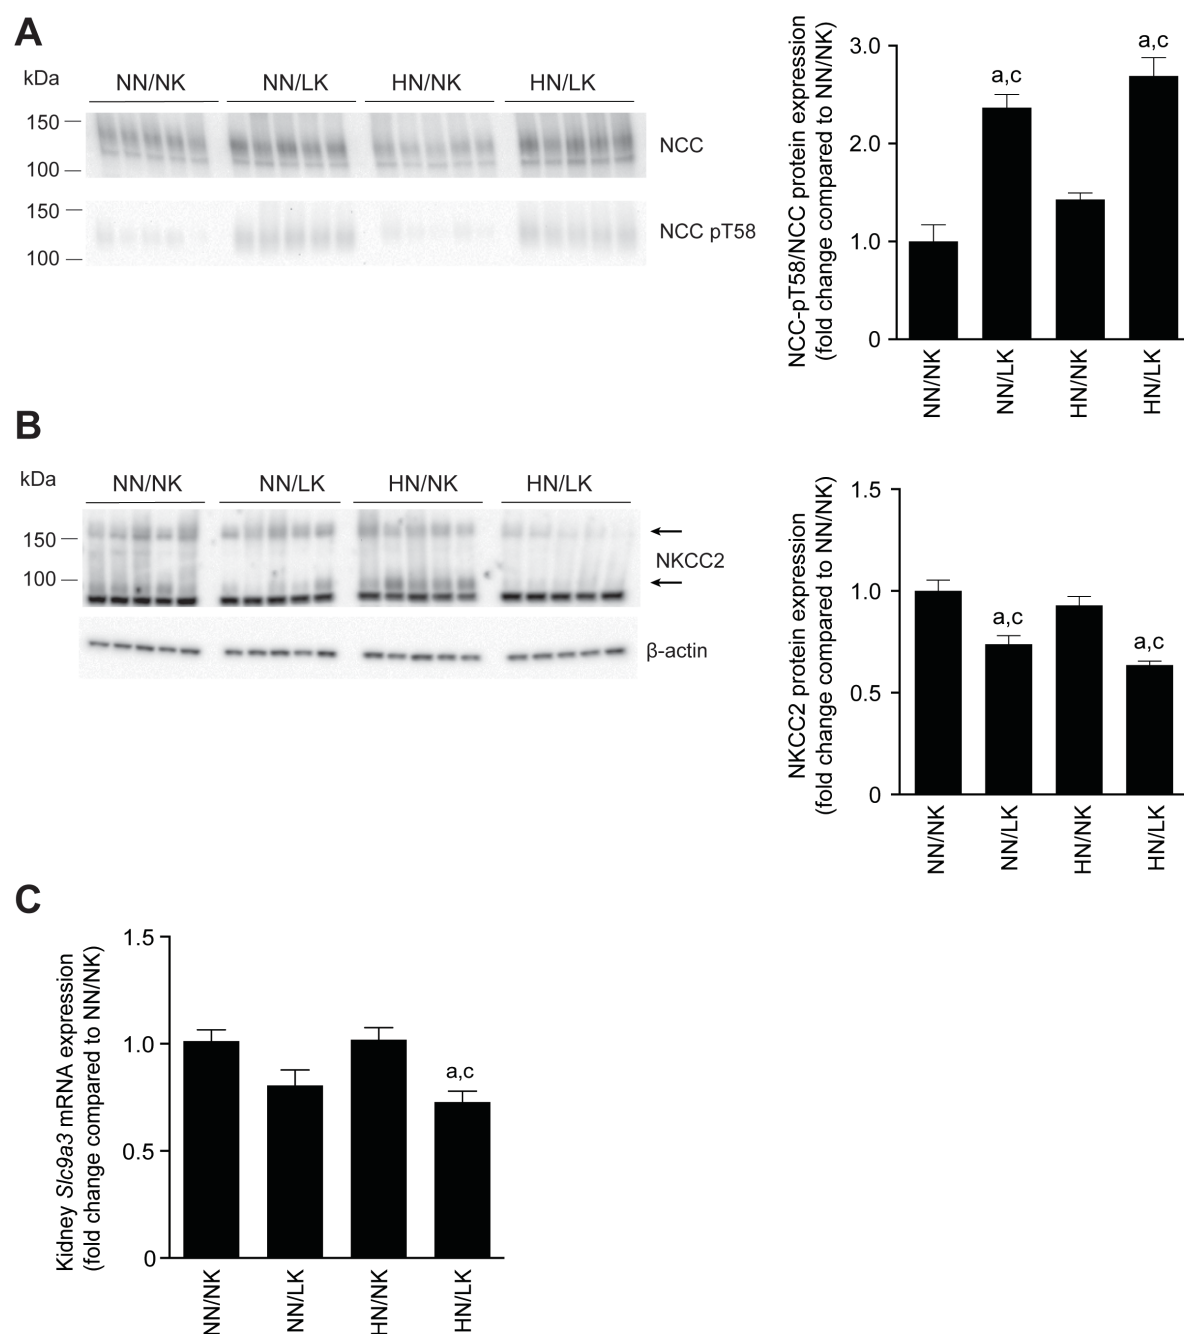 A
kDa
NN/NK NN/LK HN/NK HN/LK
150
100
NCC
150
100
NCC pT58
NCC-pT58/NCC protein expression
(fold change compared to NN/NK)
3.0
2.0
1.0
0
a,c
a,c
NN/NK
NN/LK
HN/NK
HN/LK
B
kDa
NN/NK NN/LK HN/NK HN/LK
150
100
NKCC2
β-actin
NKCC2 protein expression
(fold change compared to NN/NK)
1.5
1.0
0.5
0
a,c
a,c
NN/NK
NN/LK
HN/NK
HN/LK
C
Kidney Slc9a3 mRNA expression
(fold change compared to NN/NK)
1.5
1.0
0.5
0
a,c
NN/NK
NN/LK
HN/NK
HN/LK